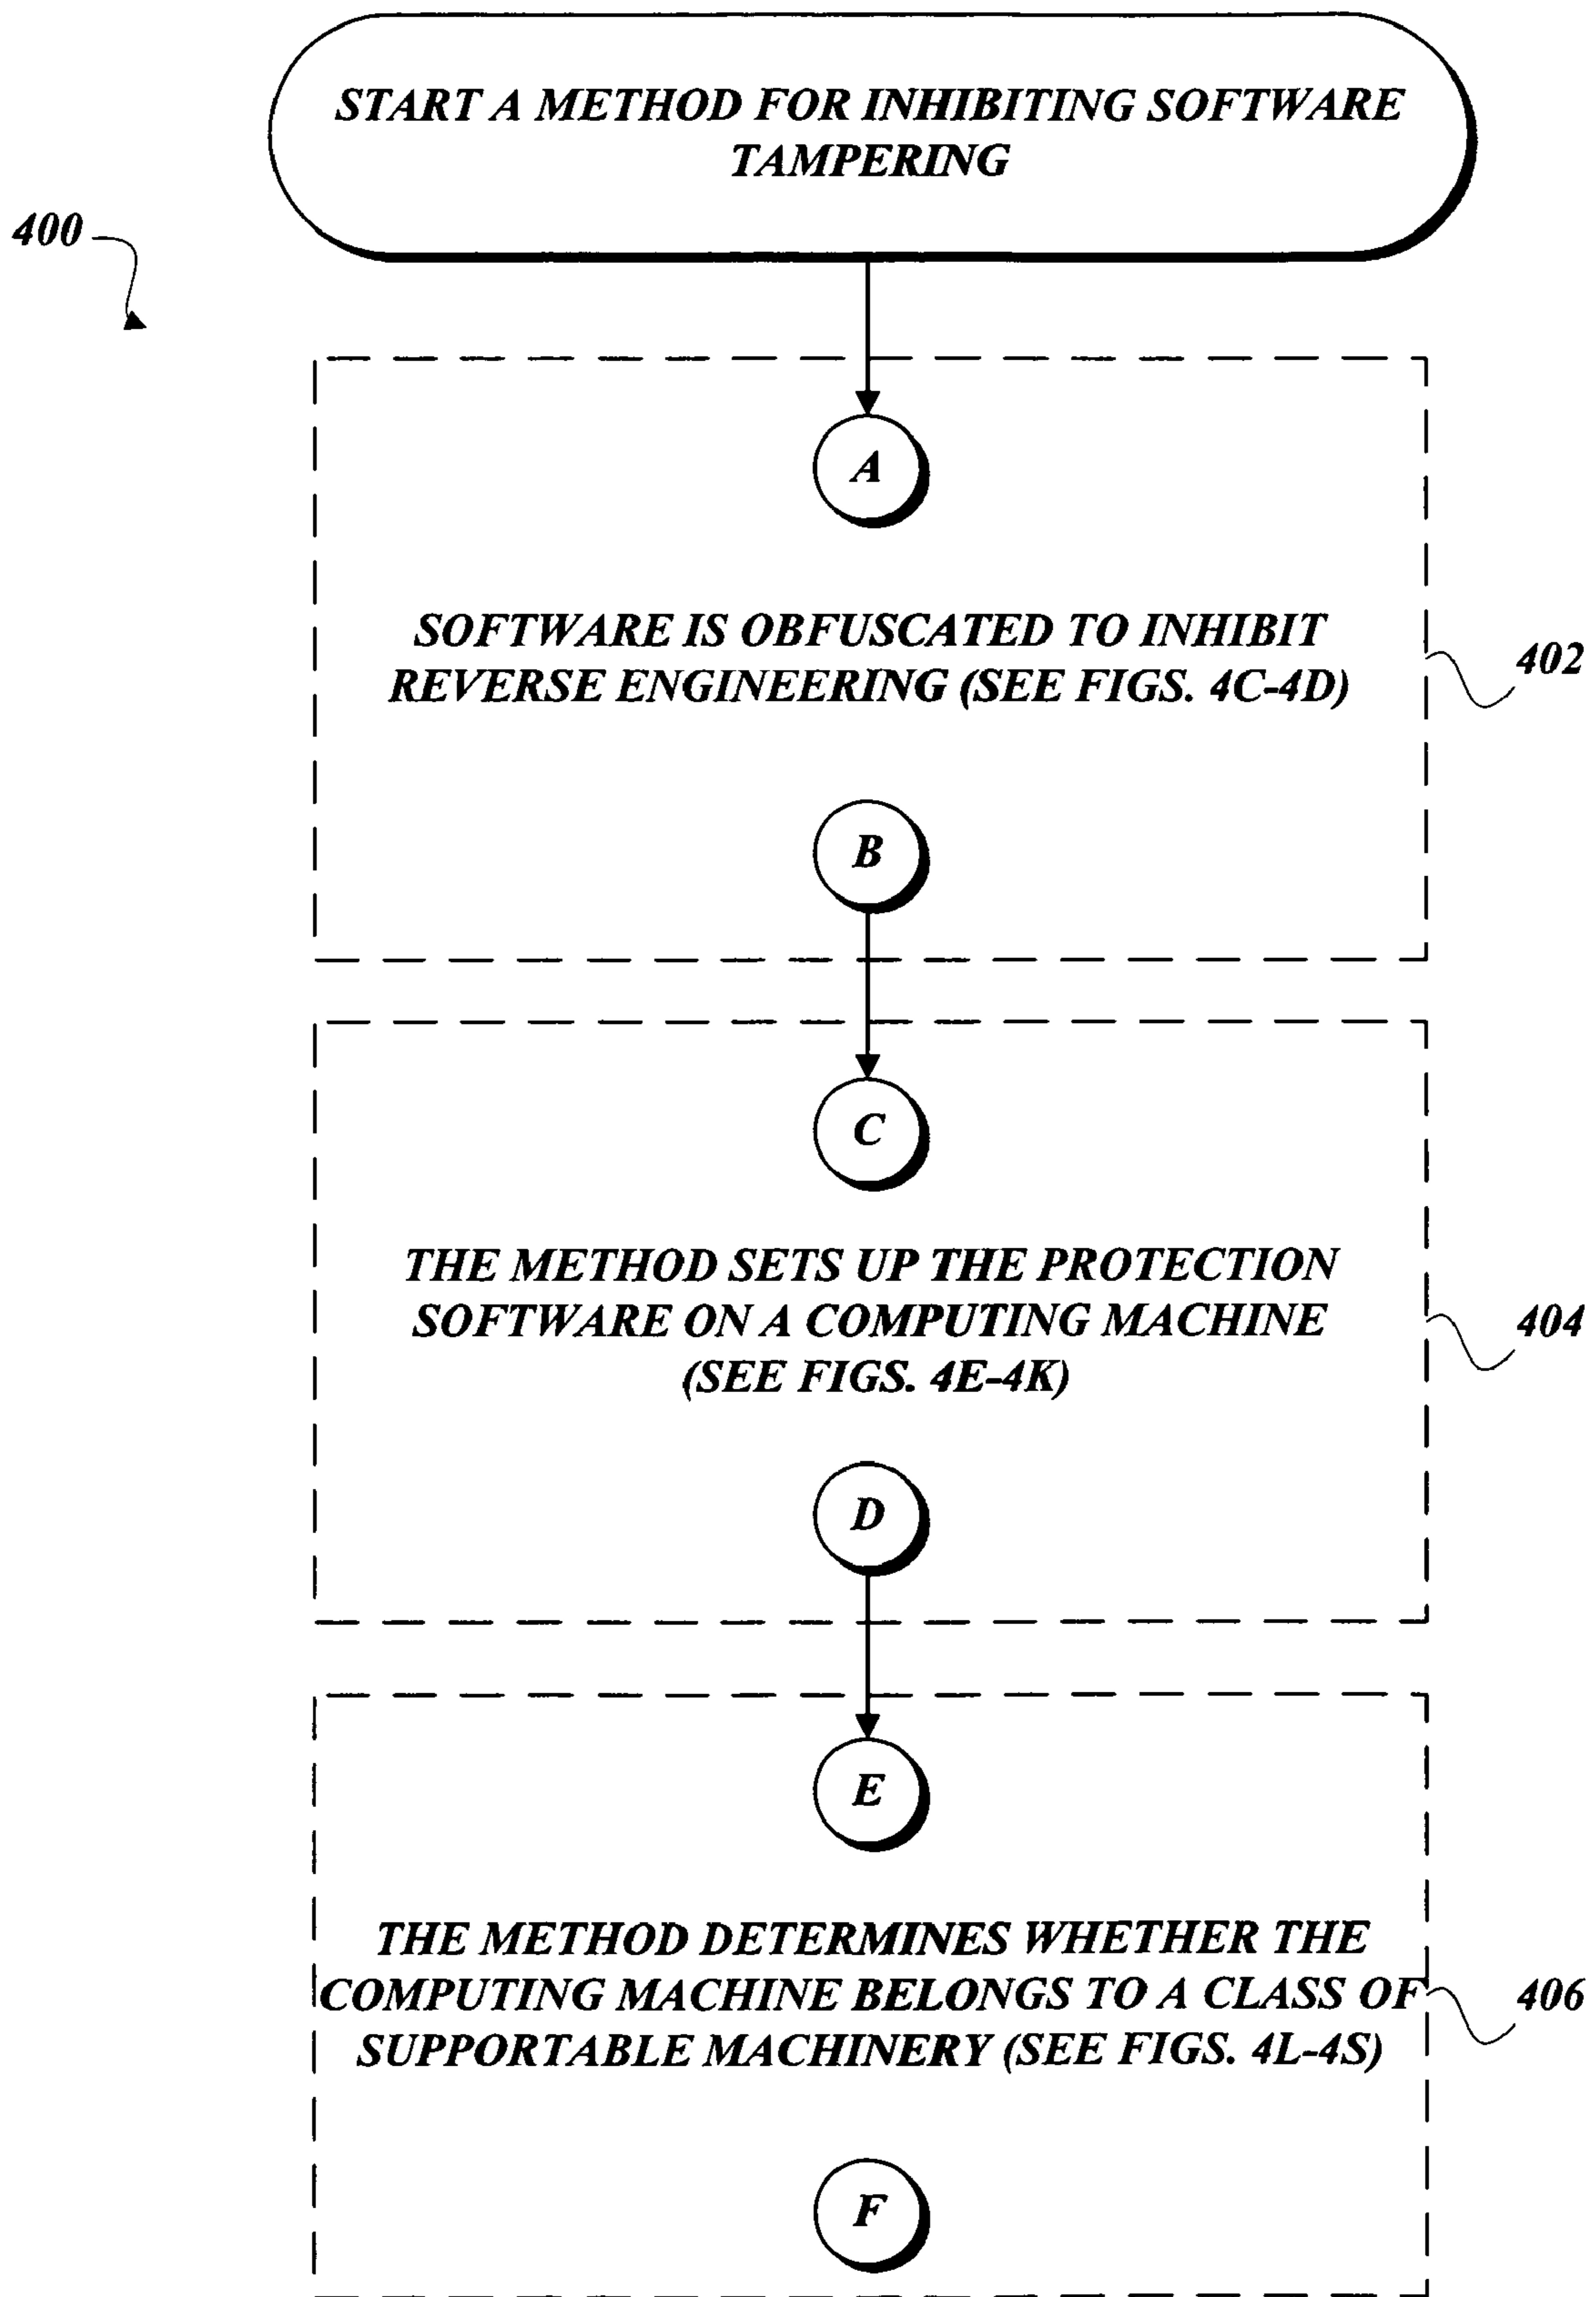 START A METHOD FOR INHIBITING SOFTWARE
TAMPERING
400
A
SOFTWARE IS OBFUSCATED TO INHIBIT
REVERSE ENGINEERING (SEE FIGS. 4C-4D)
402
B
C
THE METHOD SETS UP THE PROTECTION
SOFTWARE ON A COMPUTING MACHINE
(SEE FIGS. 4E-4K)
404
D
E
THE METHOD DETERMINES WHETHER THE
COMPUTING MACHINE BELONGS TO A CLASS OF
SUPPORTABLE MACHINERY (SEE FIGS. 4L-4S)
406
F